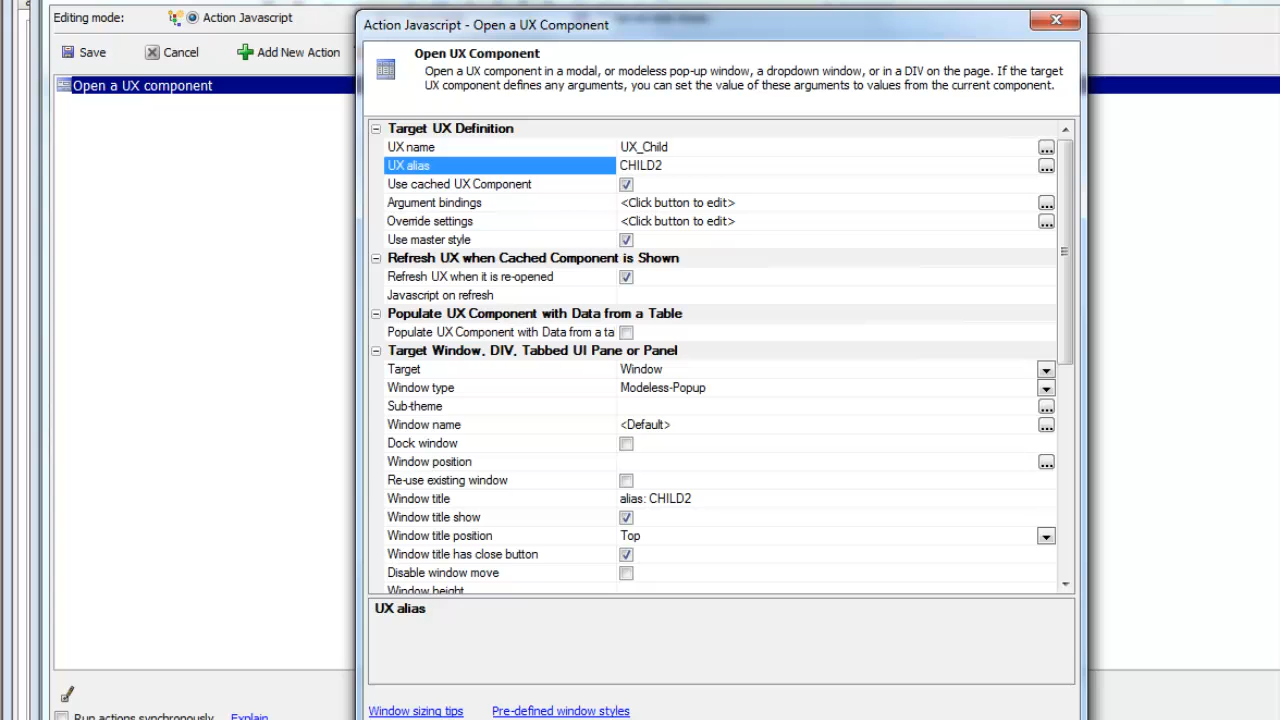 Editing mode:
Action Javascript
Save
Cancel
Add New Action
Open a UX component
Run actions synchronously
Explain
Action Javascript - Open a UX Component
Open UX Component
Open a UX component in a modal, or modeless pop-up window, a dropdown window, or in a DIV on the page. If the target
UX component defines any arguments, you can set the value of these arguments to values from the current component.
Target UX Definition
UX name UX_Child
UX alias CHILD2
Use cached UX Component
Argument bindings <Click button to edit>
Override settings <Click button to edit>
Use master style
Refresh UX when Cached Component is Shown
Refresh UX when it is re-opened
Javascript on refresh
Populate UX Component with Data from a Table
Populate UX Component with Data from a ta
Target Window, DIV, Tabbed UI Pane or Panel
Target Window
Window type Modeless-Popup
Sub-theme
Window name <Default>
Dock window
Window position
Re-use existing window
Window title alias: CHILD2
Window title show
Window title position Top
Window title has close button
Disable window move
Window height
UX alias
Window sizing tips
Pre-defined window styles